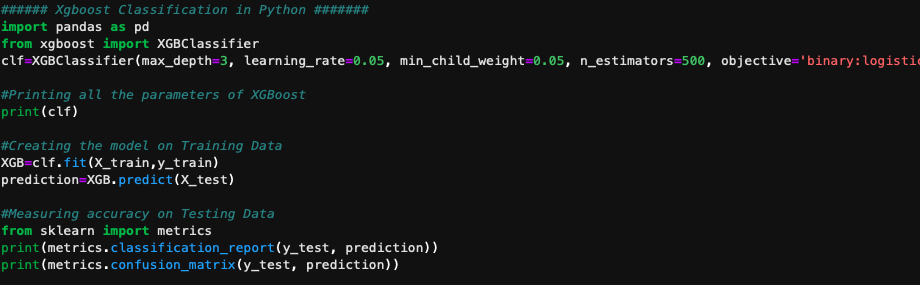 ###### Xgboost Classification in Python #######
import pandas as pd
from xgboost import XGBClassifier
clf=XGBClassifier(max_depth=3, learning_rate=0.05, min_child_weight=0.05, n_estimators=500, objective='binary:logistic
#Printing all the parameters of XGBoost
print(clf)
#Creating the model on Training Data
XGB=clf.fit(X_train,y_train)
prediction=XGB.predict(X_test)
#Measuring accuracy on Testing Data
from sklearn import metrics
print(metrics.classification_report(y_test, prediction))
print(metrics.confusion_matrix(y_test, prediction))